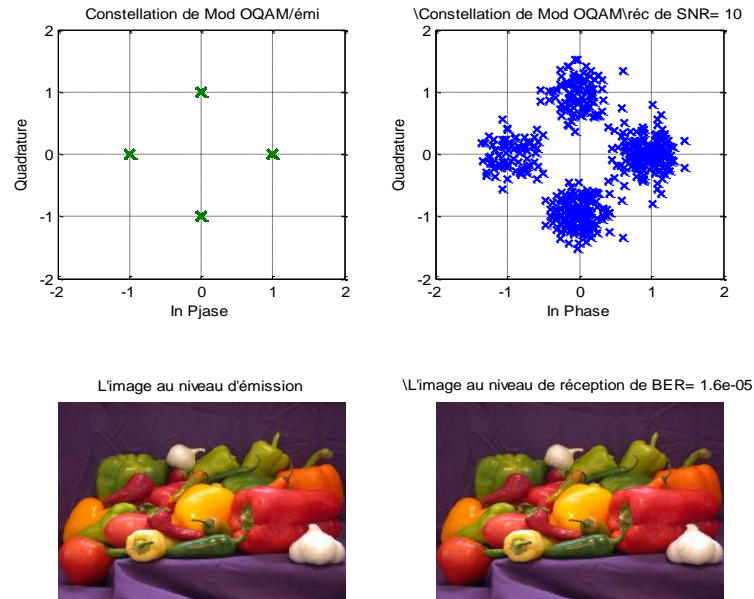 Constellation de Mod OQAM/émi
\Constellation de Mod OQAM\réc de SNR= 10
2
1
0
-1
-2
Quadrature
-2 -1 0 1 2
In Pjase
2
1
0
-1
-2
Quadrature
-2 -1 0 1 2
In Phase
L'image au niveau d'émission
\L'image au niveau de réception de BER= 1.6e-05